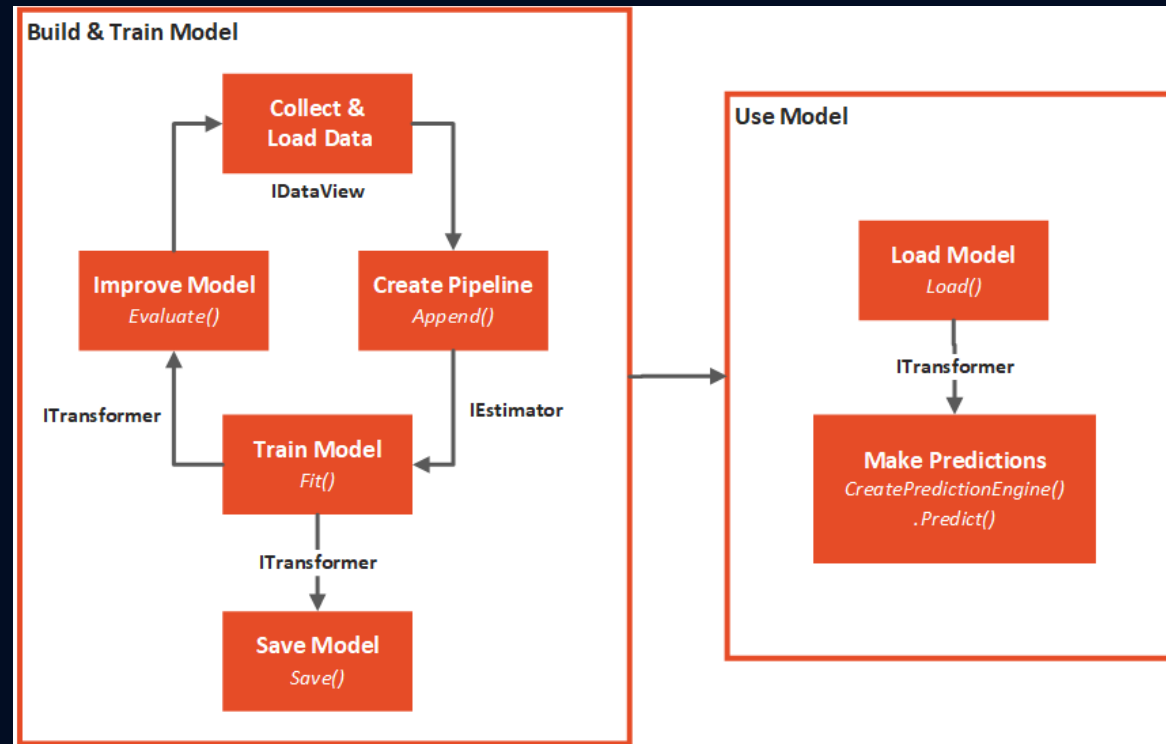 Build & Train Model
Collect &
Load Data
IDataView
Improve Model
Evaluate()
Create Pipeline
Append()
ITransformer
IEstimator
Train Model
Fit()
ITransformer
Save Model
Save()
Use Model
Load Model
Load()
ITransformer
Make Predictions
CreatePredictionEngine()
.Predict()